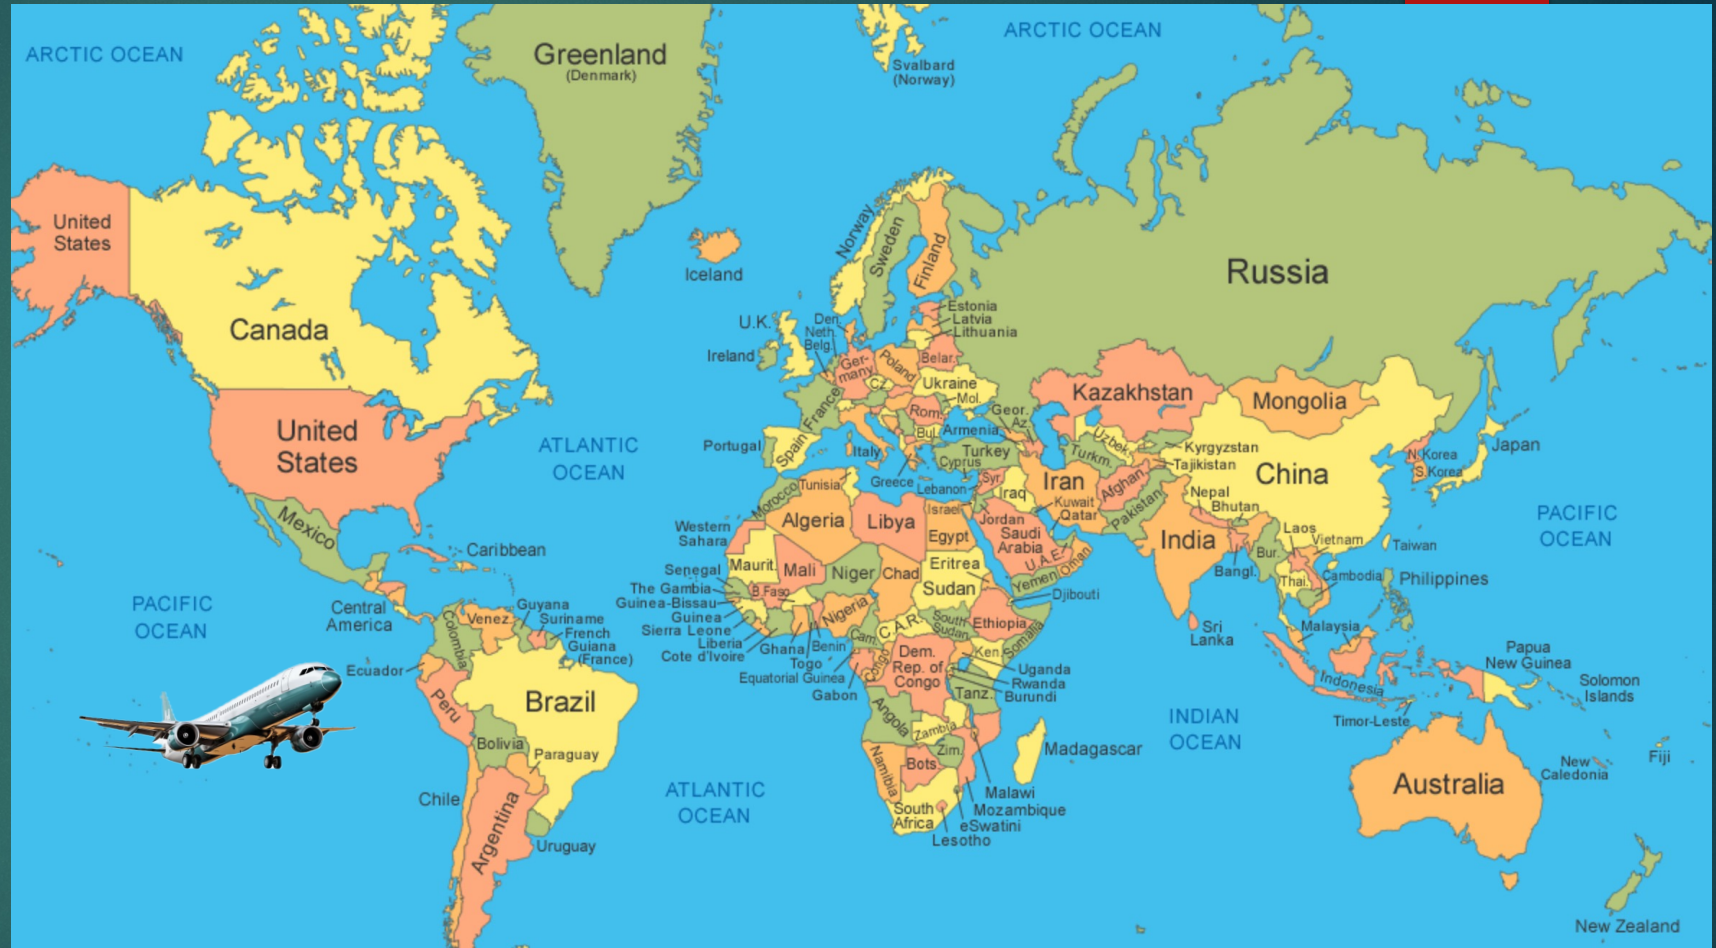 ARCTIC OCEAN
Greenland
(Denmark)
Svalbard
(Norway)
ARCTIC OCEAN
United
States
Canada
Iceland
Norway
Sweden
Finland
Russia
Estonia
Latvia
Lithuania
U.K.
Ireland
Den.
Neth.
Belg.
Ger-
many
Poland
Belar.
Cz.
Ukraine
Mol.
Rom.
Bul.
France
Spain
Portugal
Italy
Greece
Geor.
Az.
Armenia
Turkey
Cyprus
Lebanon
Syr.
Israel
Iraq
Iran
Kuwait
Qatar
Jordan
Saudi
Arabia
U.A.E.
Oman
Yemen
Kazakhstan
Uzbek.
Turkm.
Kyrgyzstan
Tajikistan
Afghan.
Pakistan
Mongolia
China
N. Korea
S. Korea
Japan
Nepal
Bhutan
India
Bangl.
Bur.
Laos
Vietnam
Thai.
Cambodia
Taiwan
Philippines
Sri
Lanka
Malaysia
Indonesia
Timor-Leste
Papua
New Guinea
Solomon
Islands
United
States
ATLANTIC
OCEAN
PACIFIC
OCEAN
Mexico
Caribbean
PACIFIC
OCEAN
Central
America
Venez.
Guyana
Suriname
French
Guiana
(France)
Colombia
Ecuador
Peru
Brazil
Bolivia
Paraguay
Chile
Argentina
Uruguay
ATLANTIC
OCEAN
Morocco
Tunisia
Algeria
Libya
Egypt
Western
Sahara
Maurit.
Mali
Niger
Chad
Sudan
Eritrea
Djibouti
Senegal
The Gambia
Guinea-Bissau
Guinea
Sierra Leone
Liberia
Cote d'Ivoire
B.Faso
Ghana
Togo
Benin
Nigeria
Cam.
C.A.R.
South
Sudan
Ethiopia
Somalia
Equatorial Guinea
Gabon
Congo
Dem.
Rep. of
Congo
Ken.
Uganda
Rwanda
Burundi
Tanz.
Angola
Zambia
Zim.
Namibia
Bots.
South
Africa
Malawi
Mozambique
eSwatini
Lesotho
Madagascar
INDIAN
OCEAN
Australia
New
Caledonia
Fiji
New Zealand